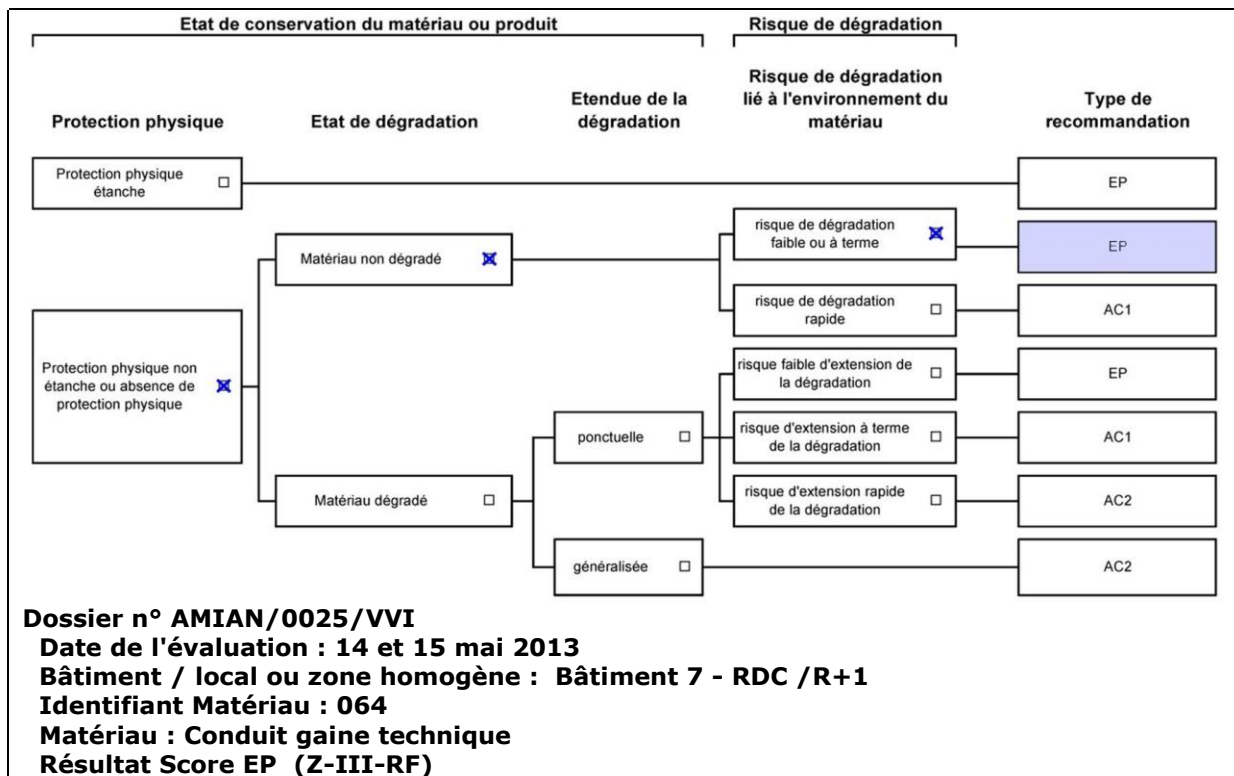 Etat de conservation du matériau ou produit
Risque de dégradation
Protection physique
Etat de dégradation
Etendue de la
dégradation
Risque de dégradation
lié à l'environnement du
matériau
Type de
recommandation
Protection physique
étanche
EP
risque de dégradation
faible ou à terme
EP
Matériau non dégradé
risque de dégradation
rapide
AC1
Protection physique non
étanche ou absence de
protection physique
risque faible d'extension de
la dégradation
EP
ponctuelle
risque d'extension à terme
de la dégradation
AC1
Matériau dégradé
risque d'extension rapide
de la dégradation
AC2
généralisée
AC2
Dossier n° AMIAN/0025/VVI
Date de l'évaluation : 14 et 15 mai 2013
Bâtiment / local ou zone homogène : Bâtiment 7 - RDC /R+1
Identifiant Matériau : 064
Matériau : Conduit gaine technique
Résultat Score EP (Z-III-RF)